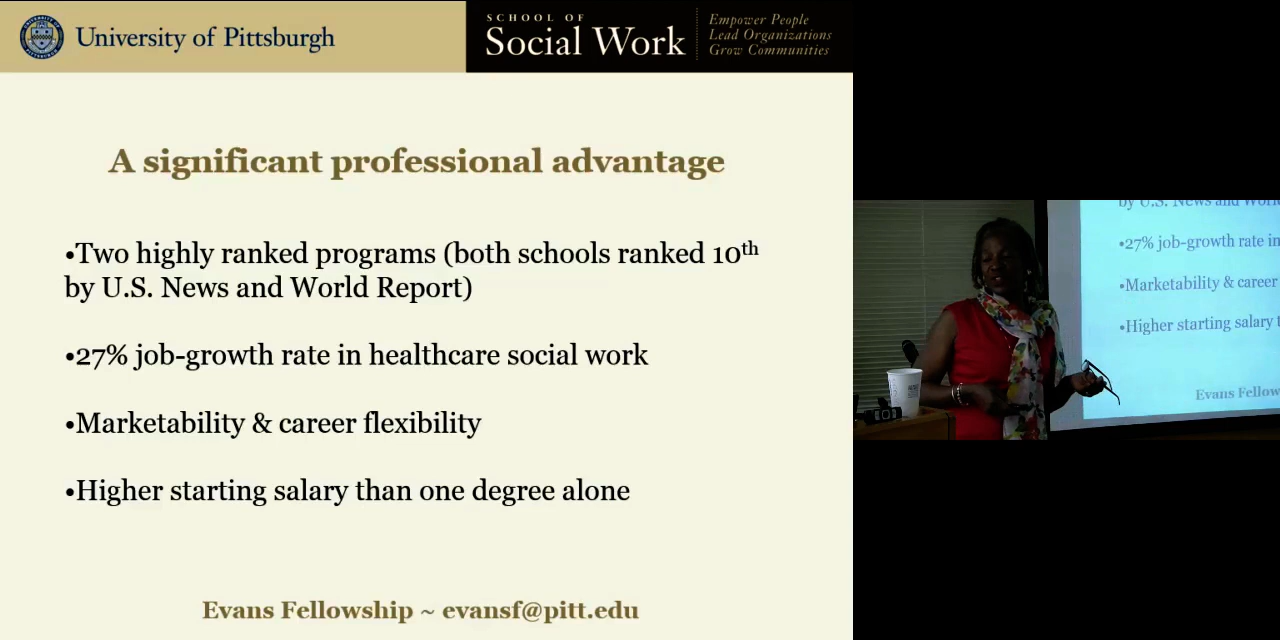 University of Pittsburgh
SCHOOL OF
Social Work
Empower People
Lead Organizations
Grow Communities
A significant professional advantage
•Two highly ranked programs (both schools ranked 10th
by U.S. News and World Report)
•27% job-growth rate in healthcare social work
•Marketability & career flexibility
•Higher starting salary than one degree alone
Evans Fellowship ~ evansf@pitt.edu
by U.S. News and World
•27% job-growth rate in
•Marketability & career
•Higher starting salary t
Evans Fellow